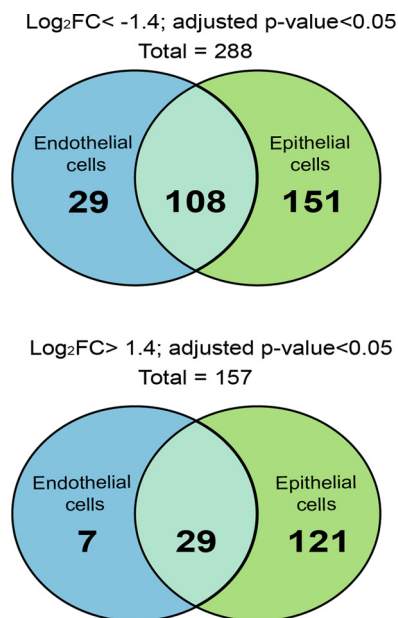 Log₂FC< -1.4; adjusted p-value<0.05
Total = 288
Endothelial
cells
29
108
Epithelial
cells
151
Log₂FC> 1.4; adjusted p-value<0.05
Total = 157
Endothelial
cells
7
29
Epithelial
cells
121